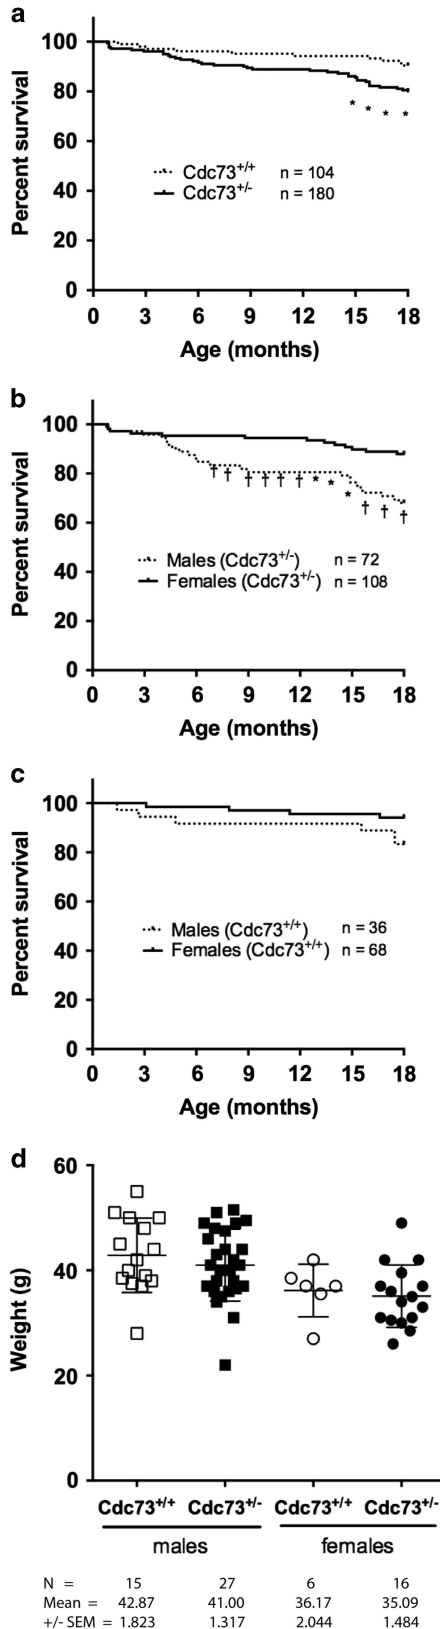 a
Percent survival
100
80
60
40
20
0
* * * *
Cdc73+/+ n = 104
Cdc73+/- n = 180
0 3 6 9 12 15 18
Age (months)
b
Percent survival
100
80
60
40
20
0
† † † † † † * * * † † †
Males (Cdc73+/-) n = 72
Females (Cdc73+/-) n = 108
0 3 6 9 12 15 18
Age (months)
c
Percent survival
100
80
60
40
20
0
Males (Cdc73+/+) n = 36
Females (Cdc73+/+) n = 68
0 3 6 9 12 15 18
Age (months)
d
Weight (g)
60
40
20
0
Cdc73+/+ Cdc73+/- Cdc73+/+ Cdc73+/-
males females
N = 15 27 6 16
Mean = 42.87 41.00 36.17 35.09
+/- SEM = 1.823 1.317 2.044 1.484